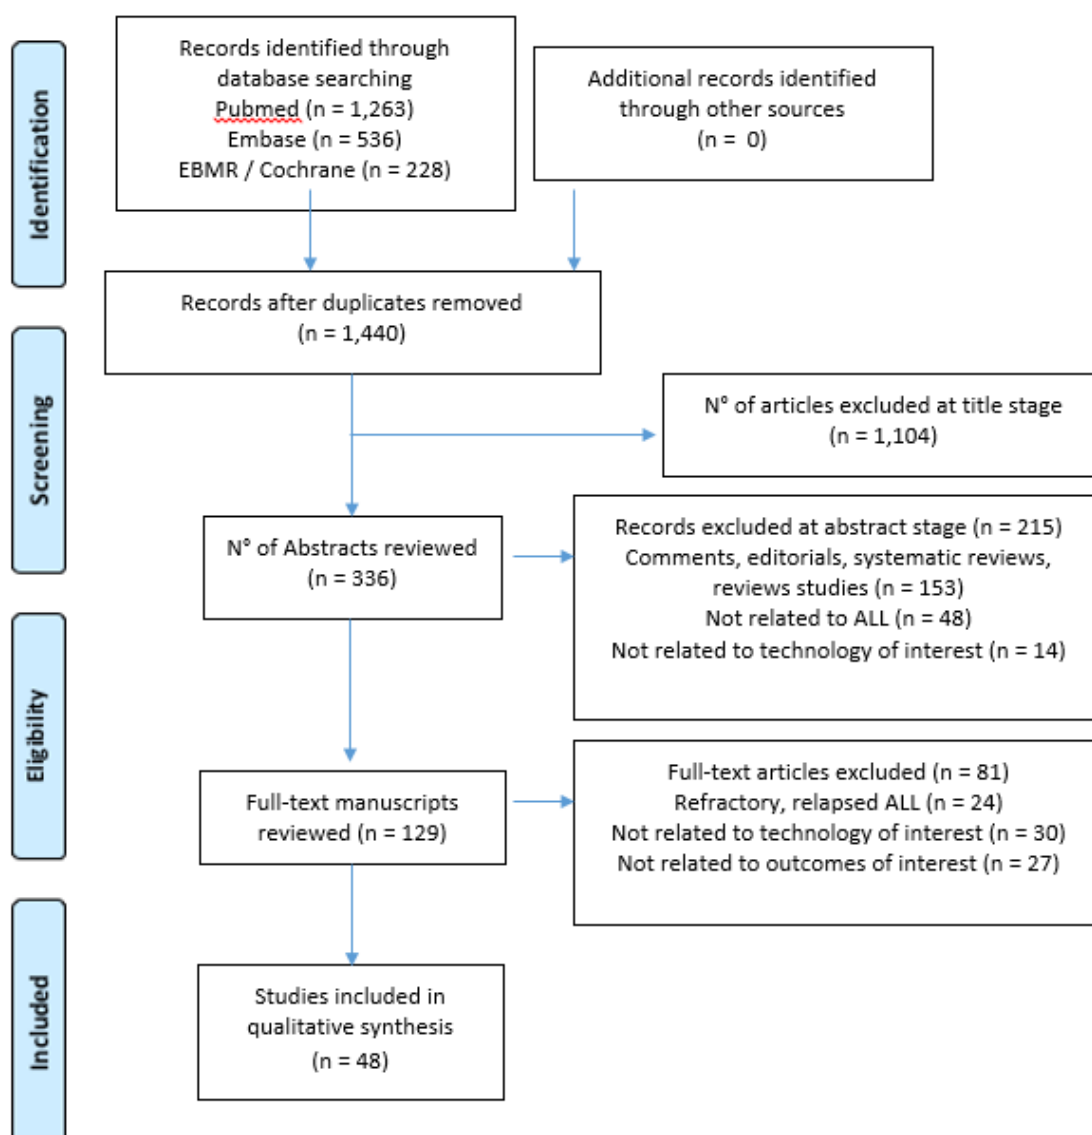 Identification
Records identified through
database searching
Pubmed (n = 1,263)
Embase (n = 536)
EBMR / Cochrane (n = 228)
Additional records identified
through other sources
(n = 0)
Records after duplicates removed
(n = 1,440)
Screening
N° of articles excluded at title stage
(n = 1,104)
N° of Abstracts reviewed
(n = 336)
Records excluded at abstract stage (n = 215)
Comments, editorials, systematic reviews,
reviews studies (n = 153)
Not related to ALL (n = 48)
Not related to technology of interest (n = 14)
Eligibility
Full-text manuscripts
reviewed (n = 129)
Full-text articles excluded (n = 81)
Refractory, relapsed ALL (n = 24)
Not related to technology of interest (n = 30)
Not related to outcomes of interest (n = 27)
Included
Studies included in
qualitative synthesis
(n = 48)